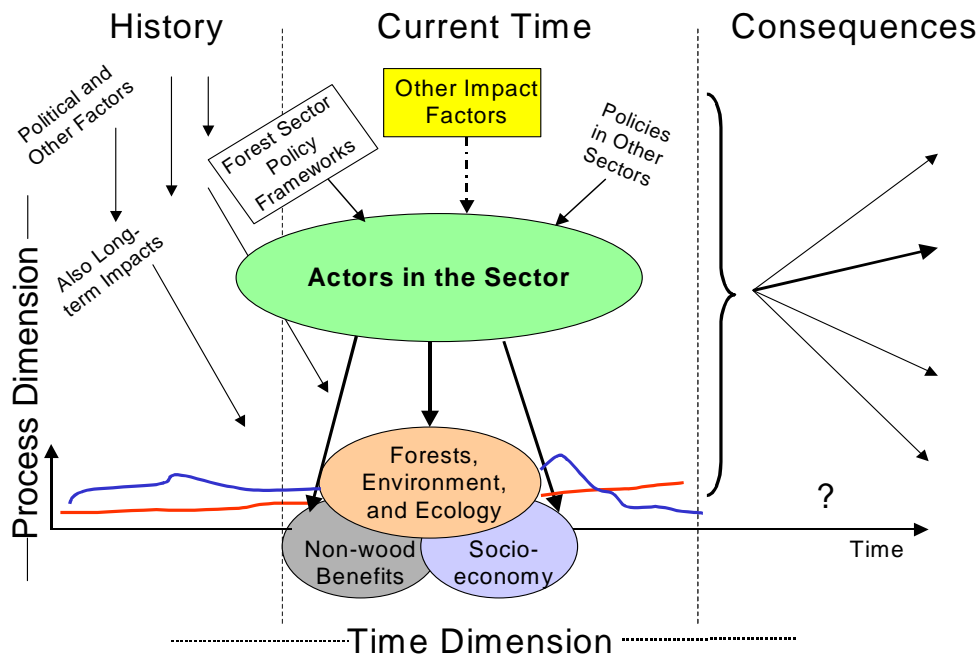 History
Current Time
Consequences
Political and
Other Factors
Also Long-
term Impacts
Forest Sector
Policy
Frameworks
Other Impact
Factors
Policies
in Other
Sectors
Actors in the Sector
Forests,
Environment,
and Ecology
Non-wood
Benefits
Socio-
economy
?
Time
Process Dimension
Time Dimension